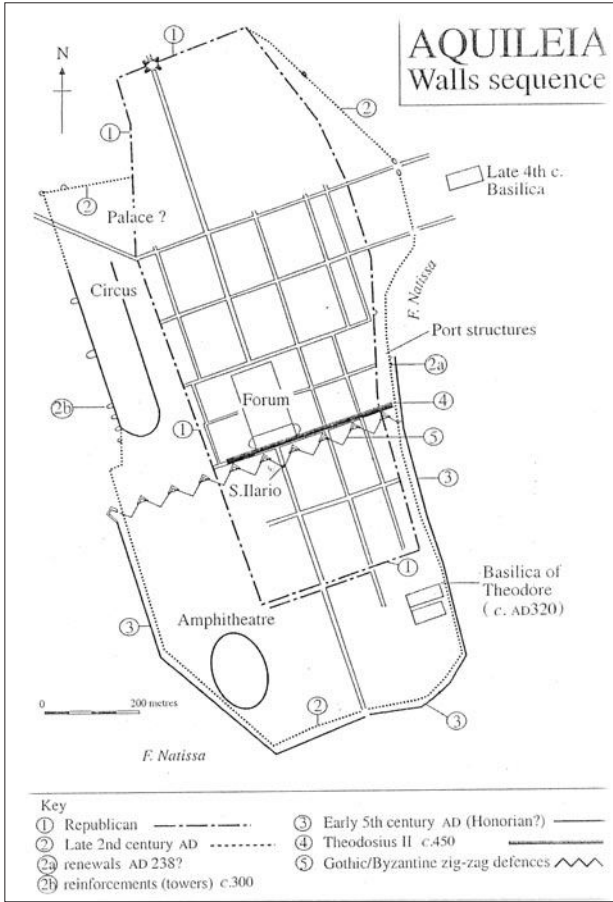 AQUILEIA
Walls sequence
①
N
②
①
Late 4th c.
Basilica
②
Palace ?
F. Natissa
Circus
Port structures
②a
Forum
④
②b
①
⑤
S.Ilario
③
①
Basilica of
Theodore
(c. AD320)
Amphitheatre
③
0 200 metres
②
③
F. Natissa
Key
① Republican
② Late 2nd century AD
②a renewals AD 238?
②b reinforcements (towers) c.300
③ Early 5th century AD (Honorian?)
④ Theodosius II c.450
⑤ Gothic/Byzantine zig-zag defences